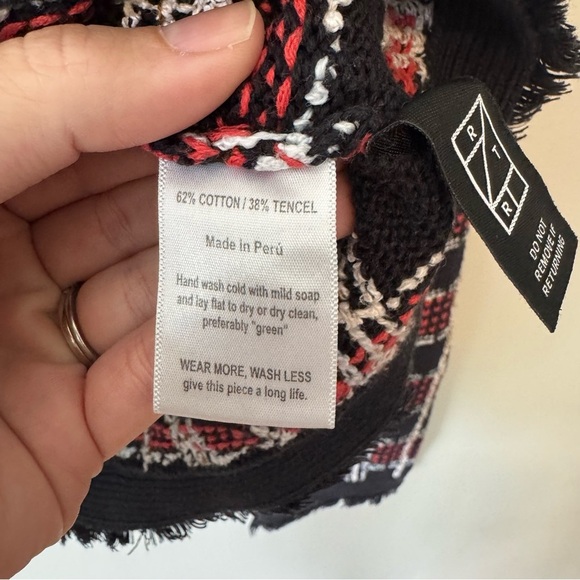 62% COTTON / 38% TENCEL
Made in Perú
Hand wash cold with mild soap
and lay flat to dry or dry clean,
preferably "green"
WEAR MORE, WASH LESS
give this piece a long life.
R
T
R
DO NOT
REMOVE IF
RETURNING